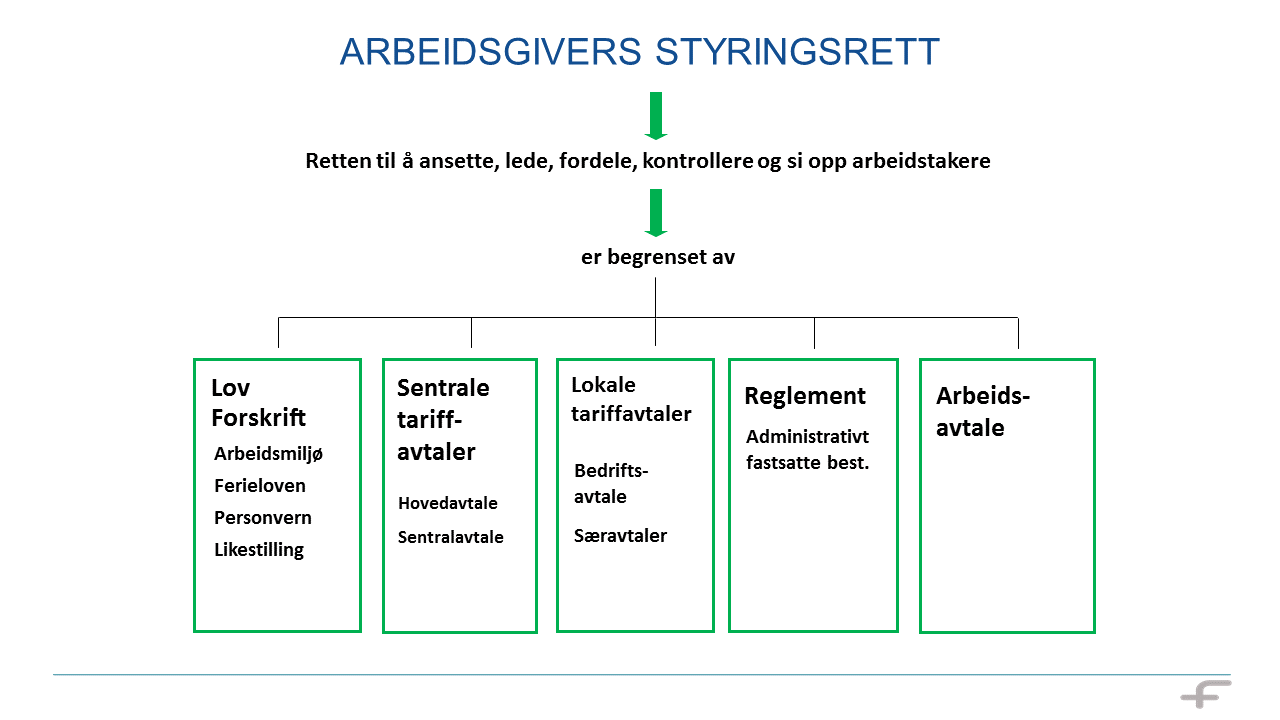 ARBEIDSGIVERS STYRINGSRETT
Retten til å ansette, lede, fordele, kontrollere og si opp arbeidstakere
er begrenset av
Lov
Forskrift
Arbeidsmiljø
Ferieloven
Personvern
Likestilling
Sentrale
tariff-
avtaler
Hovedavtale
Sentralavtale
Lokale
tariffavtaler
Bedrifts-
avtale
Særavtaler
Reglement
Administrativt
fastsatte best.
Arbeids-
avtale